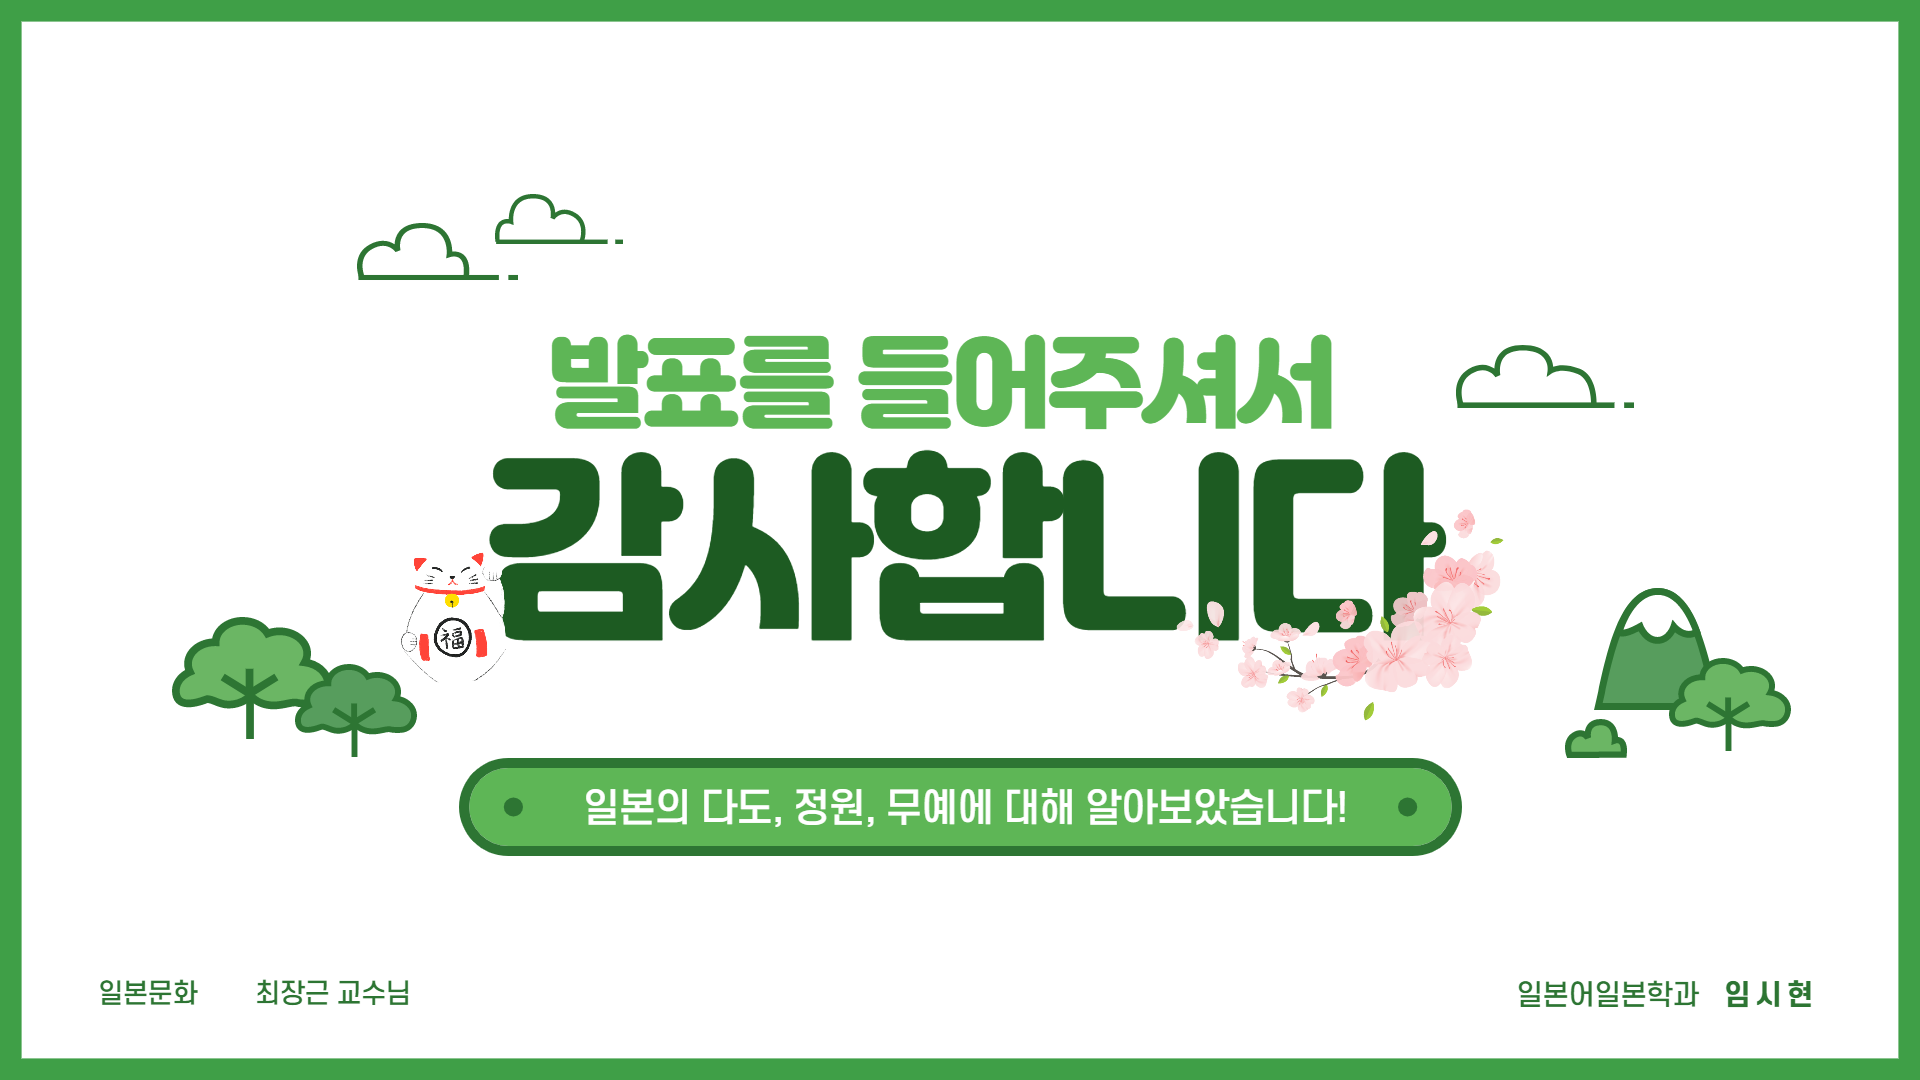 발표를 들어주셔서
감사합니다
福
일본의 다도, 정원, 무예에 대해 알아보았습니다!
일본문화 최장근 교수님
일본어일본학과 임시현